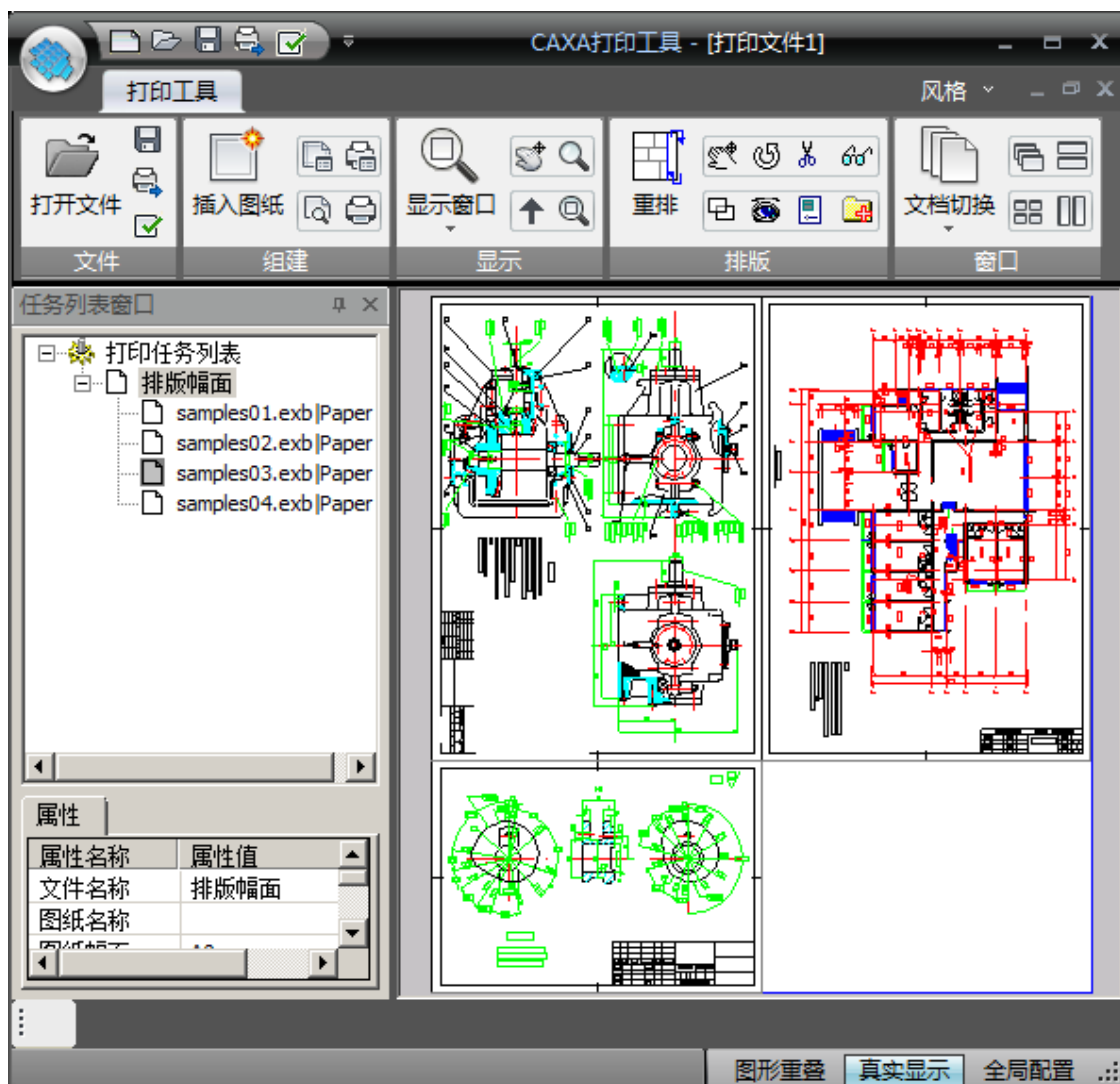 CAXA打印工具 - [打印文件1]
打印工具
风格
打开文件
插入图纸
显示窗口
重排
文档切换
文件
组建
显示
排版
窗口
任务列表窗口
打印任务列表
排版幅面
samples01.exb|Paper
samples02.exb|Paper
samples03.exb|Paper
samples04.exb|Paper
属性
属性名称 属性值
文件名称 排版幅面
图纸名称
图形重叠 真实显示 全局配置